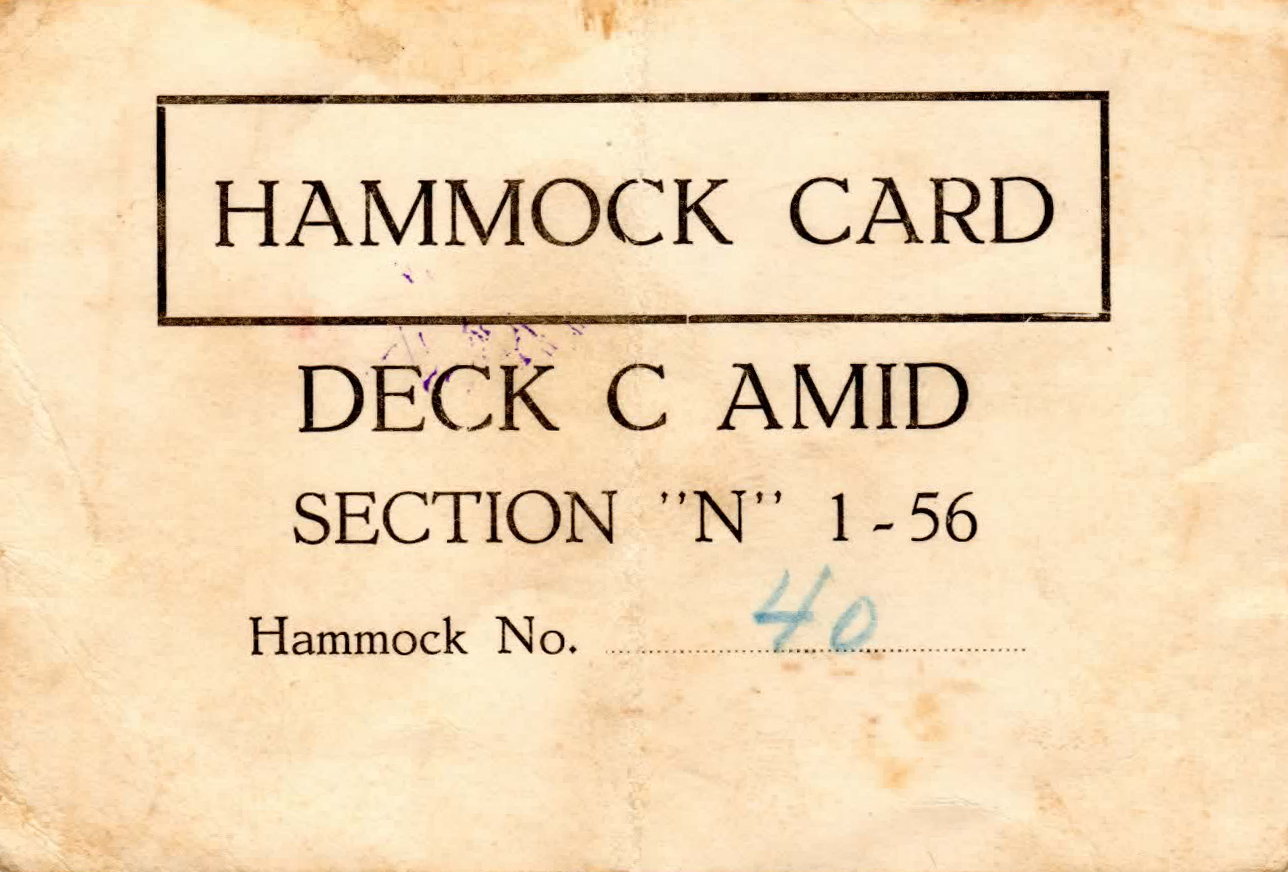 HAMMOCK CARD
DECK C AMID
SECTION "N" 1-56
Hammock No. 40